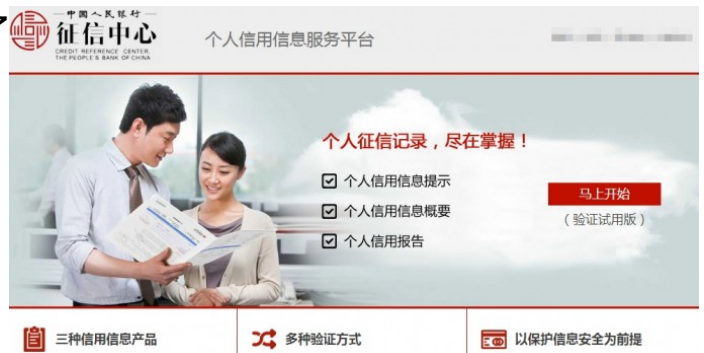 中国人民银行
征信中心
CREDIT REFERENCE CENTER,
THE PEOPLE'S BANK OF CHINA
个人信用信息服务平台
个人征信记录，尽在掌握！
个人信用信息提示
个人信用信息概要
个人信用报告
马上开始
（验证试用版）
三种信用信息产品
多种验证方式
以保护信息安全为前提